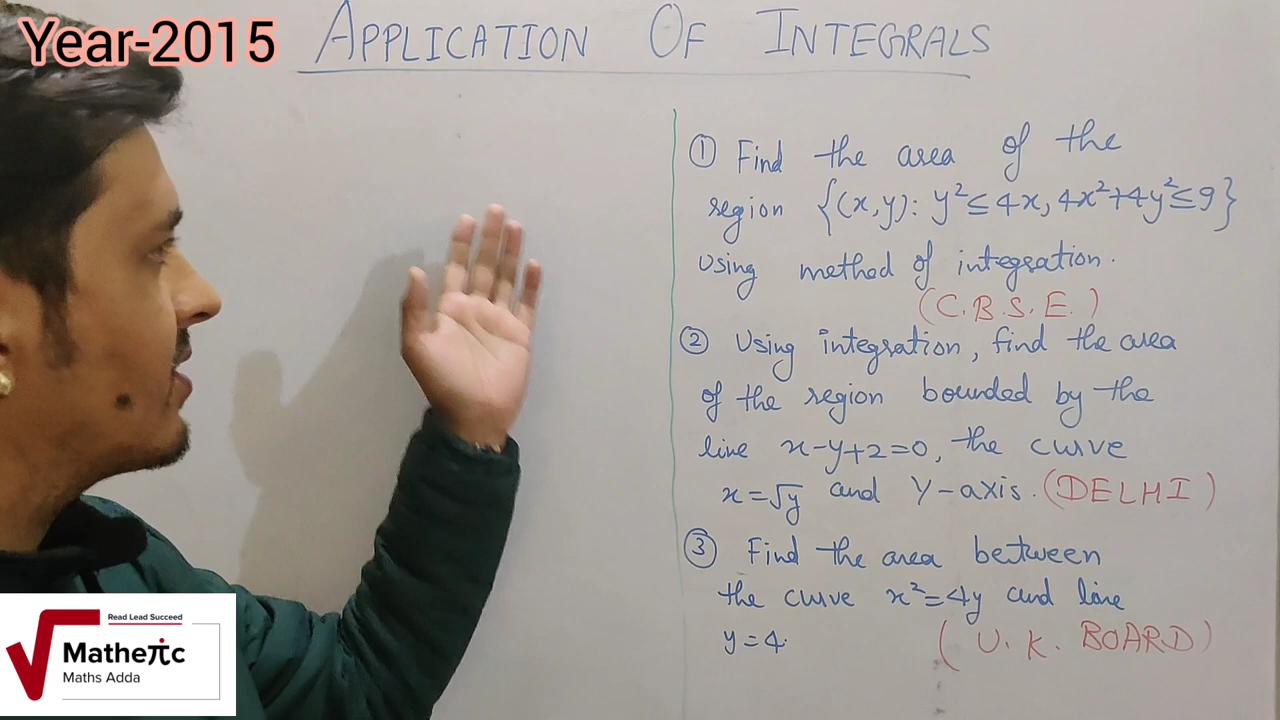 Year-2015
APPLICATION OF INTEGRALS
① Find the area of the
region {(x,y): y²≤4x, 4x²+4y²≤9}
using method of integration.
(C.B.S.E.)
② Using integration, find the area
of the region bounded by the
line x-y+2=0, the curve
x=√y and Y-axis. (DELHI)
③ Find the area between
the curve x²=4y and line
y=4.
(U.K. BOARD)
Read Lead Succeed
Matheπc
Maths Adda